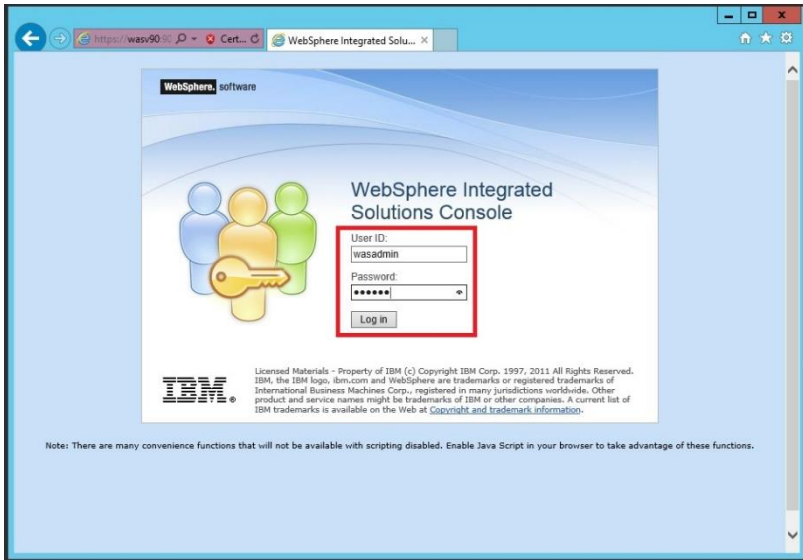 https://wasv90:90
Cert...
WebSphere Integrated Solu...
WebSphere. software
WebSphere Integrated
Solutions Console
User ID:
wasadmin
Password:
••••••
Log in
IBM
Licensed Materials - Property of IBM (c) Copyright IBM Corp. 1997, 2011 All Rights Reserved.
IBM, the IBM logo, ibm.com and WebSphere are trademarks or registered trademarks of
International Business Machines Corp., registered in many jurisdictions worldwide. Other
product and service names might be trademarks of IBM or other companies. A current list of
IBM trademarks is available on the Web at Copyright and trademark information.
Note: There are many convenience functions that will not be available with scripting disabled. Enable Java Script in your browser to take advantage of these functions.